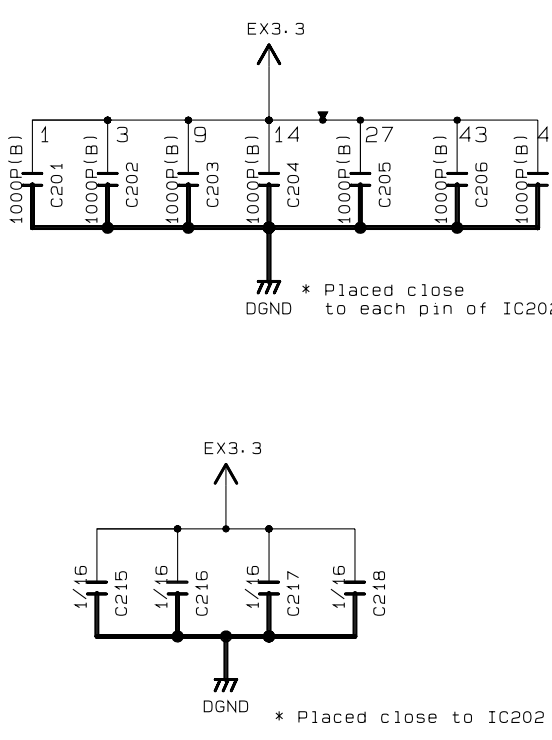 EX3.3
1 3 9 14 27 43 4
1000P(B) C201 1000P(B) C202 1000P(B) C203 1000P(B) C204 1000P(B) C205 1000P(B) C206 1000P(B)
* Placed close
DGND to each pin of IC202
EX3.3
1/16 C215 1/16 C216 1/16 C217 1/16 C218
DGND
* Placed close to IC202